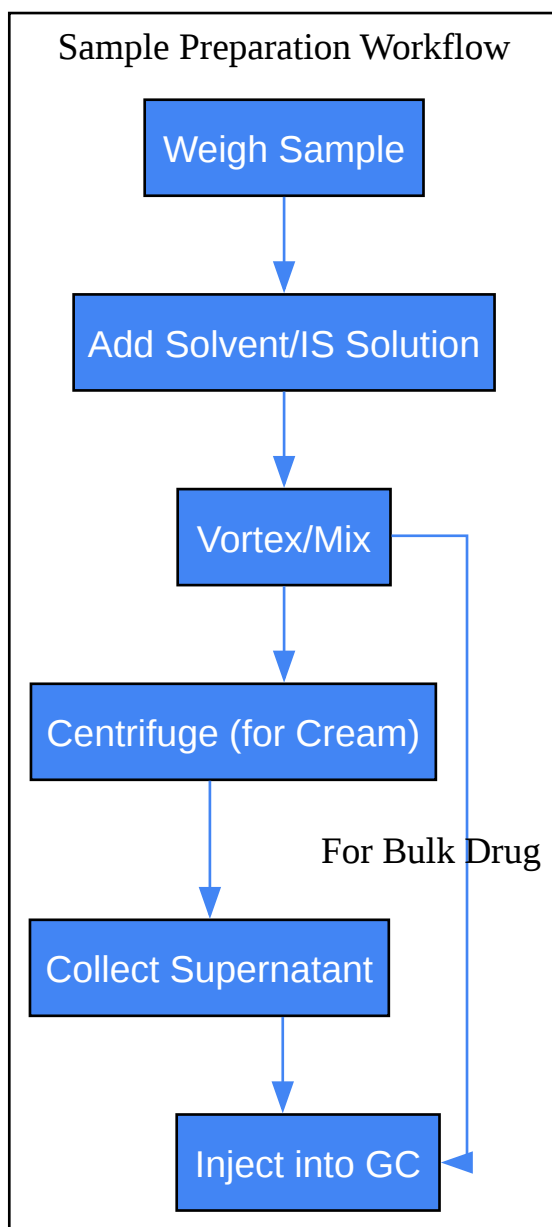 Sample Preparation Workflow
Weigh Sample
Add Solvent/IS Solution
Vortex/Mix
Centrifuge (for Cream)
For Bulk Drug
Collect Supernatant
Inject into GC